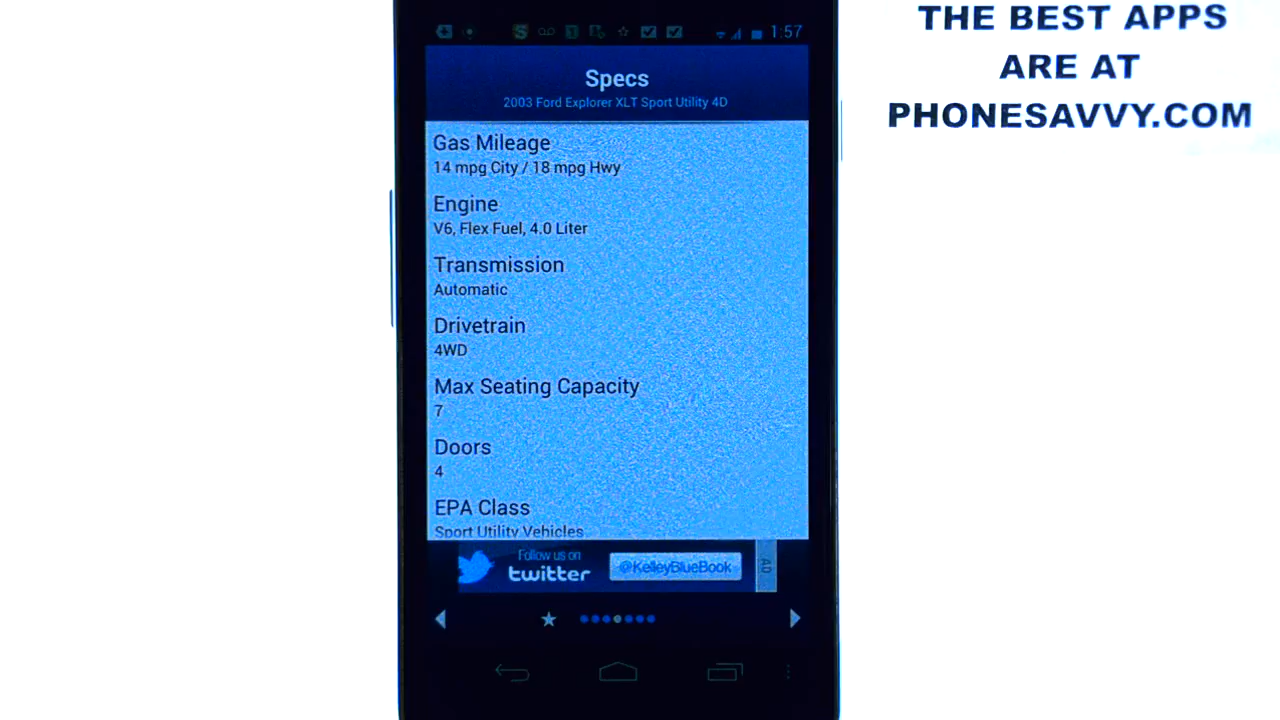 THE BEST APPS
ARE AT
PHONESAVVY.COM
1:57
Specs
2003 Ford Explorer XLT Sport Utility 4D
Gas Mileage
14 mpg City / 18 mpg Hwy
Engine
V6, Flex Fuel, 4.0 Liter
Transmission
Automatic
Drivetrain
4WD
Max Seating Capacity
7
Doors
4
EPA Class
Sport Utility Vehicles
Follow us on
twitter
@KelleyBlueBook
AD